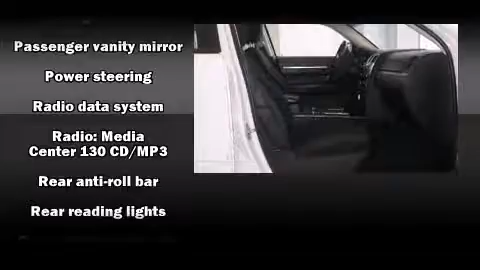 Passenger vanity mirror
Power steering
Radio data system
Radio: Media
Center 130 CD/MP3
Rear anti-roll bar
Rear reading lights